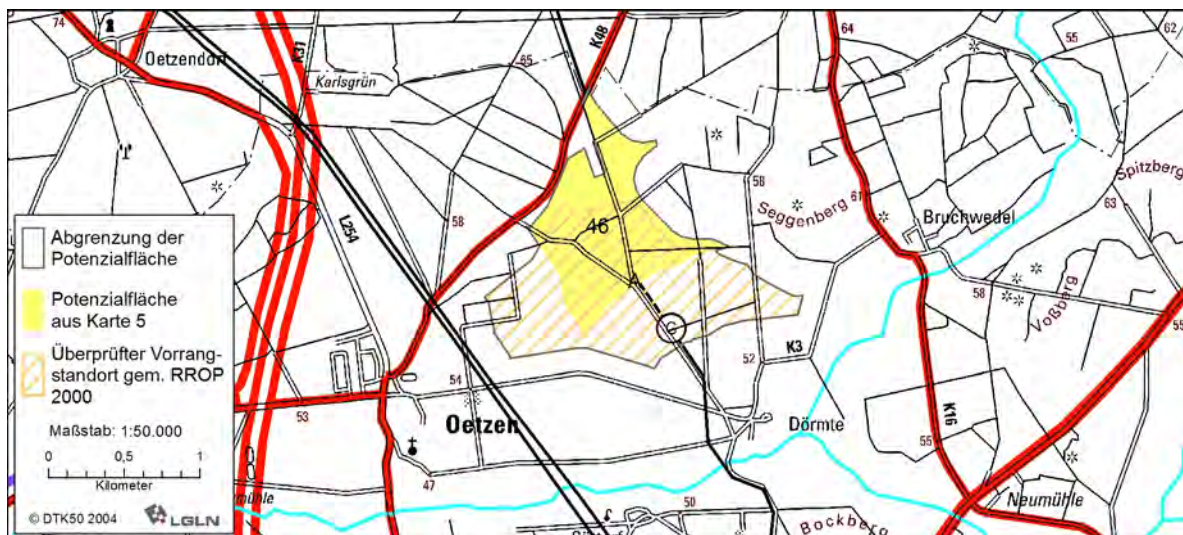 74
Oetzendorf
K31
Karlsgrün
65
K48
64
55
62
58
58
Seggenberg
61
Bruchwedel
Spitzberg
63
46
L254
58
Voßberg
55
G
52
K3
54
53
Oetzen
Dörmte
K16
55
47
50
Bockberg
Neumühle
Abgrenzung der
Potenzialfläche
Potenzialfläche
aus Karte 5
Überprüfter Vorrang-
standort gem. RROP
2000
Maßstab: 1:50.000
0 0,5 1
Kilometer
© DTK50 2004 LGLN